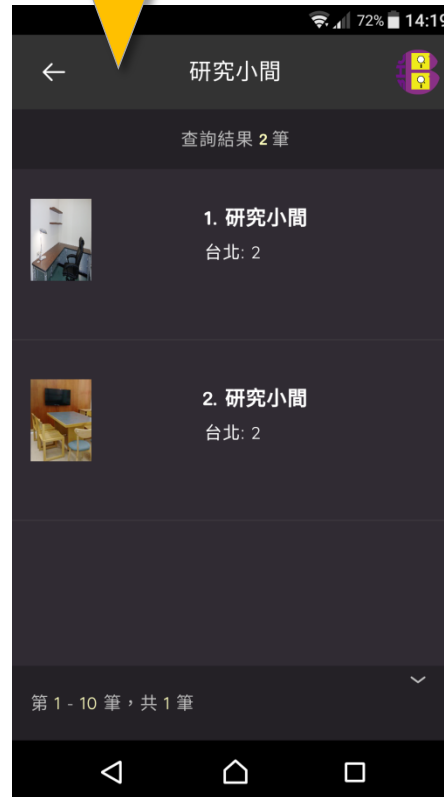 72% 14:19
研究小間
查詢結果 2 筆
1. 研究小間
台北: 2
2. 研究小間
台北: 2
第 1 - 10 筆，共 1 筆